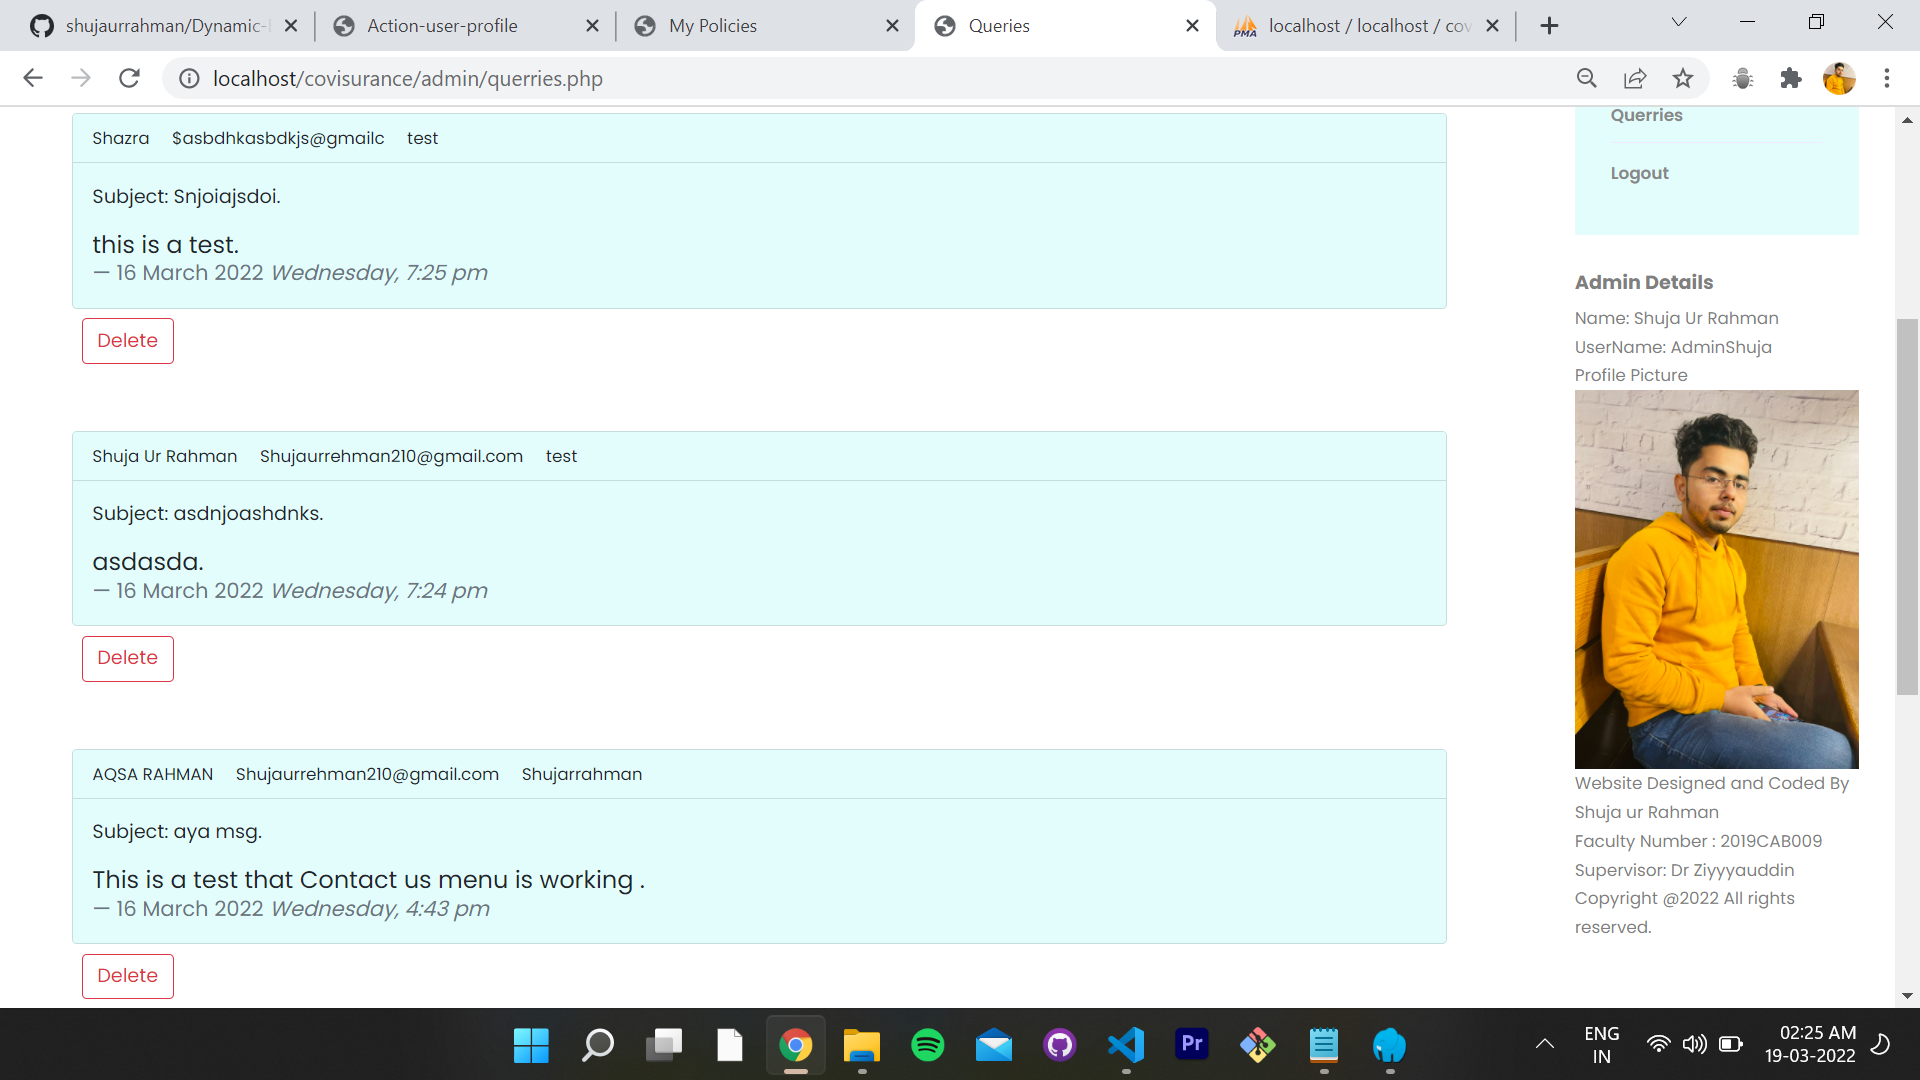 shujaurrahman/Dynamic-
Action-user-profile
My Policies
Queries
localhost / localhost / cov
localhost/covisurance/admin/querries.php
Shazra $asbdhkasbdkjs@gmailc test
Subject: Snjoiajsdoi.
this is a test.
— 16 March 2022 Wednesday, 7:25 pm
Delete
Shuja Ur Rahman Shujaurrehman210@gmail.com test
Subject: asdnjoashdnks.
asdasda.
— 16 March 2022 Wednesday, 7:24 pm
Delete
AQSA RAHMAN Shujaurrehman210@gmail.com Shujarrahman
Subject: aya msg.
This is a test that Contact us menu is working .
— 16 March 2022 Wednesday, 4:43 pm
Delete
Querries
Logout
Admin Details
Name: Shuja Ur Rahman
UserName: AdminShuja
Profile Picture
Website Designed and Coded By
Shuja ur Rahman
Faculty Number : 2019CAB009
Supervisor: Dr Ziyyyauddin
Copyright @2022 All rights
reserved.
Pr
ENG
IN
02:25 AM
19-03-2022
PMA